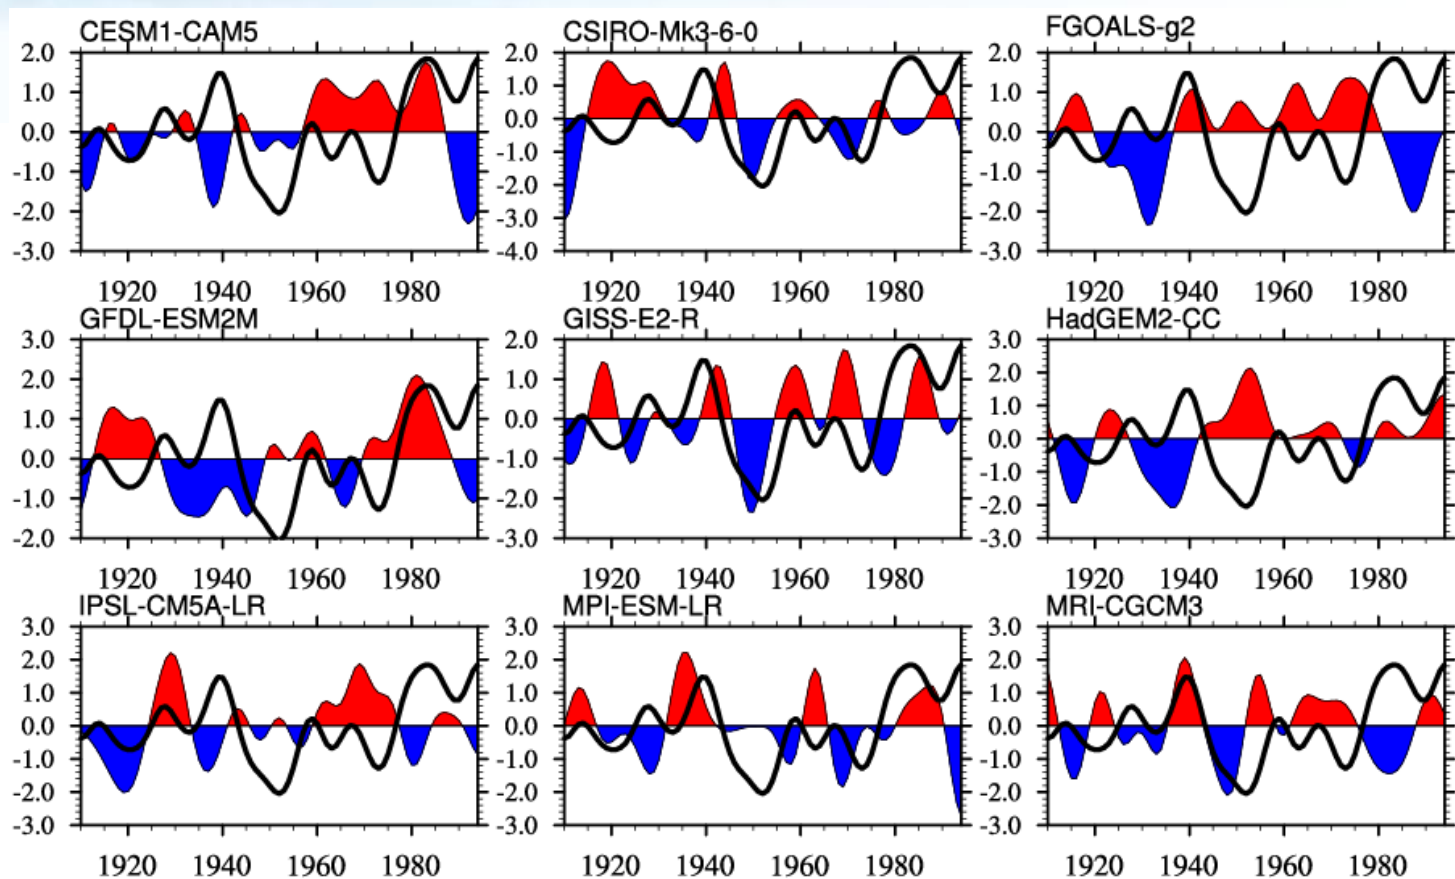 CESM1-CAM5 CSIRO-Mk3-6-0 FGOALS-g2
2.0 2.0 2.0
1.0 1.0 1.0
0.0 0.0 0.0
-1.0 -1.0 -1.0
-2.0 -2.0 -2.0
-3.0 -3.0 -3.0
-4.0
1920 1940 1960 1980 1920 1940 1960 1980 1920 1940 1960 1980
GFDL-ESM2M GISS-E2-R HadGEM2-CC
3.0 2.0 3.0
2.0 1.0 2.0
1.0 0.0 1.0
0.0 -1.0 0.0
-1.0 -2.0 -1.0
-2.0 -3.0 -2.0
-3.0
1920 1940 1960 1980 1920 1940 1960 1980 1920 1940 1960 1980
IPSL-CM5A-LR MPI-ESM-LR MRI-CGCM3
3.0 3.0 3.0
2.0 2.0 2.0
1.0 1.0 1.0
0.0 0.0 0.0
-1.0 -1.0 -1.0
-2.0 -2.0 -2.0
-3.0 -3.0 -3.0
1920 1940 1960 1980 1920 1940 1960 1980 1920 1940 1960 1980